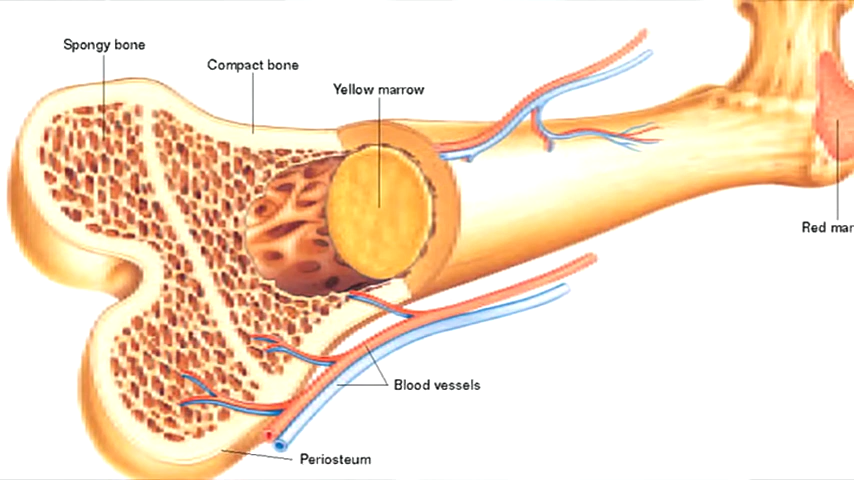 Spongy bone
Compact bone
Yellow marrow
Red mar
Blood vessels
Periosteum